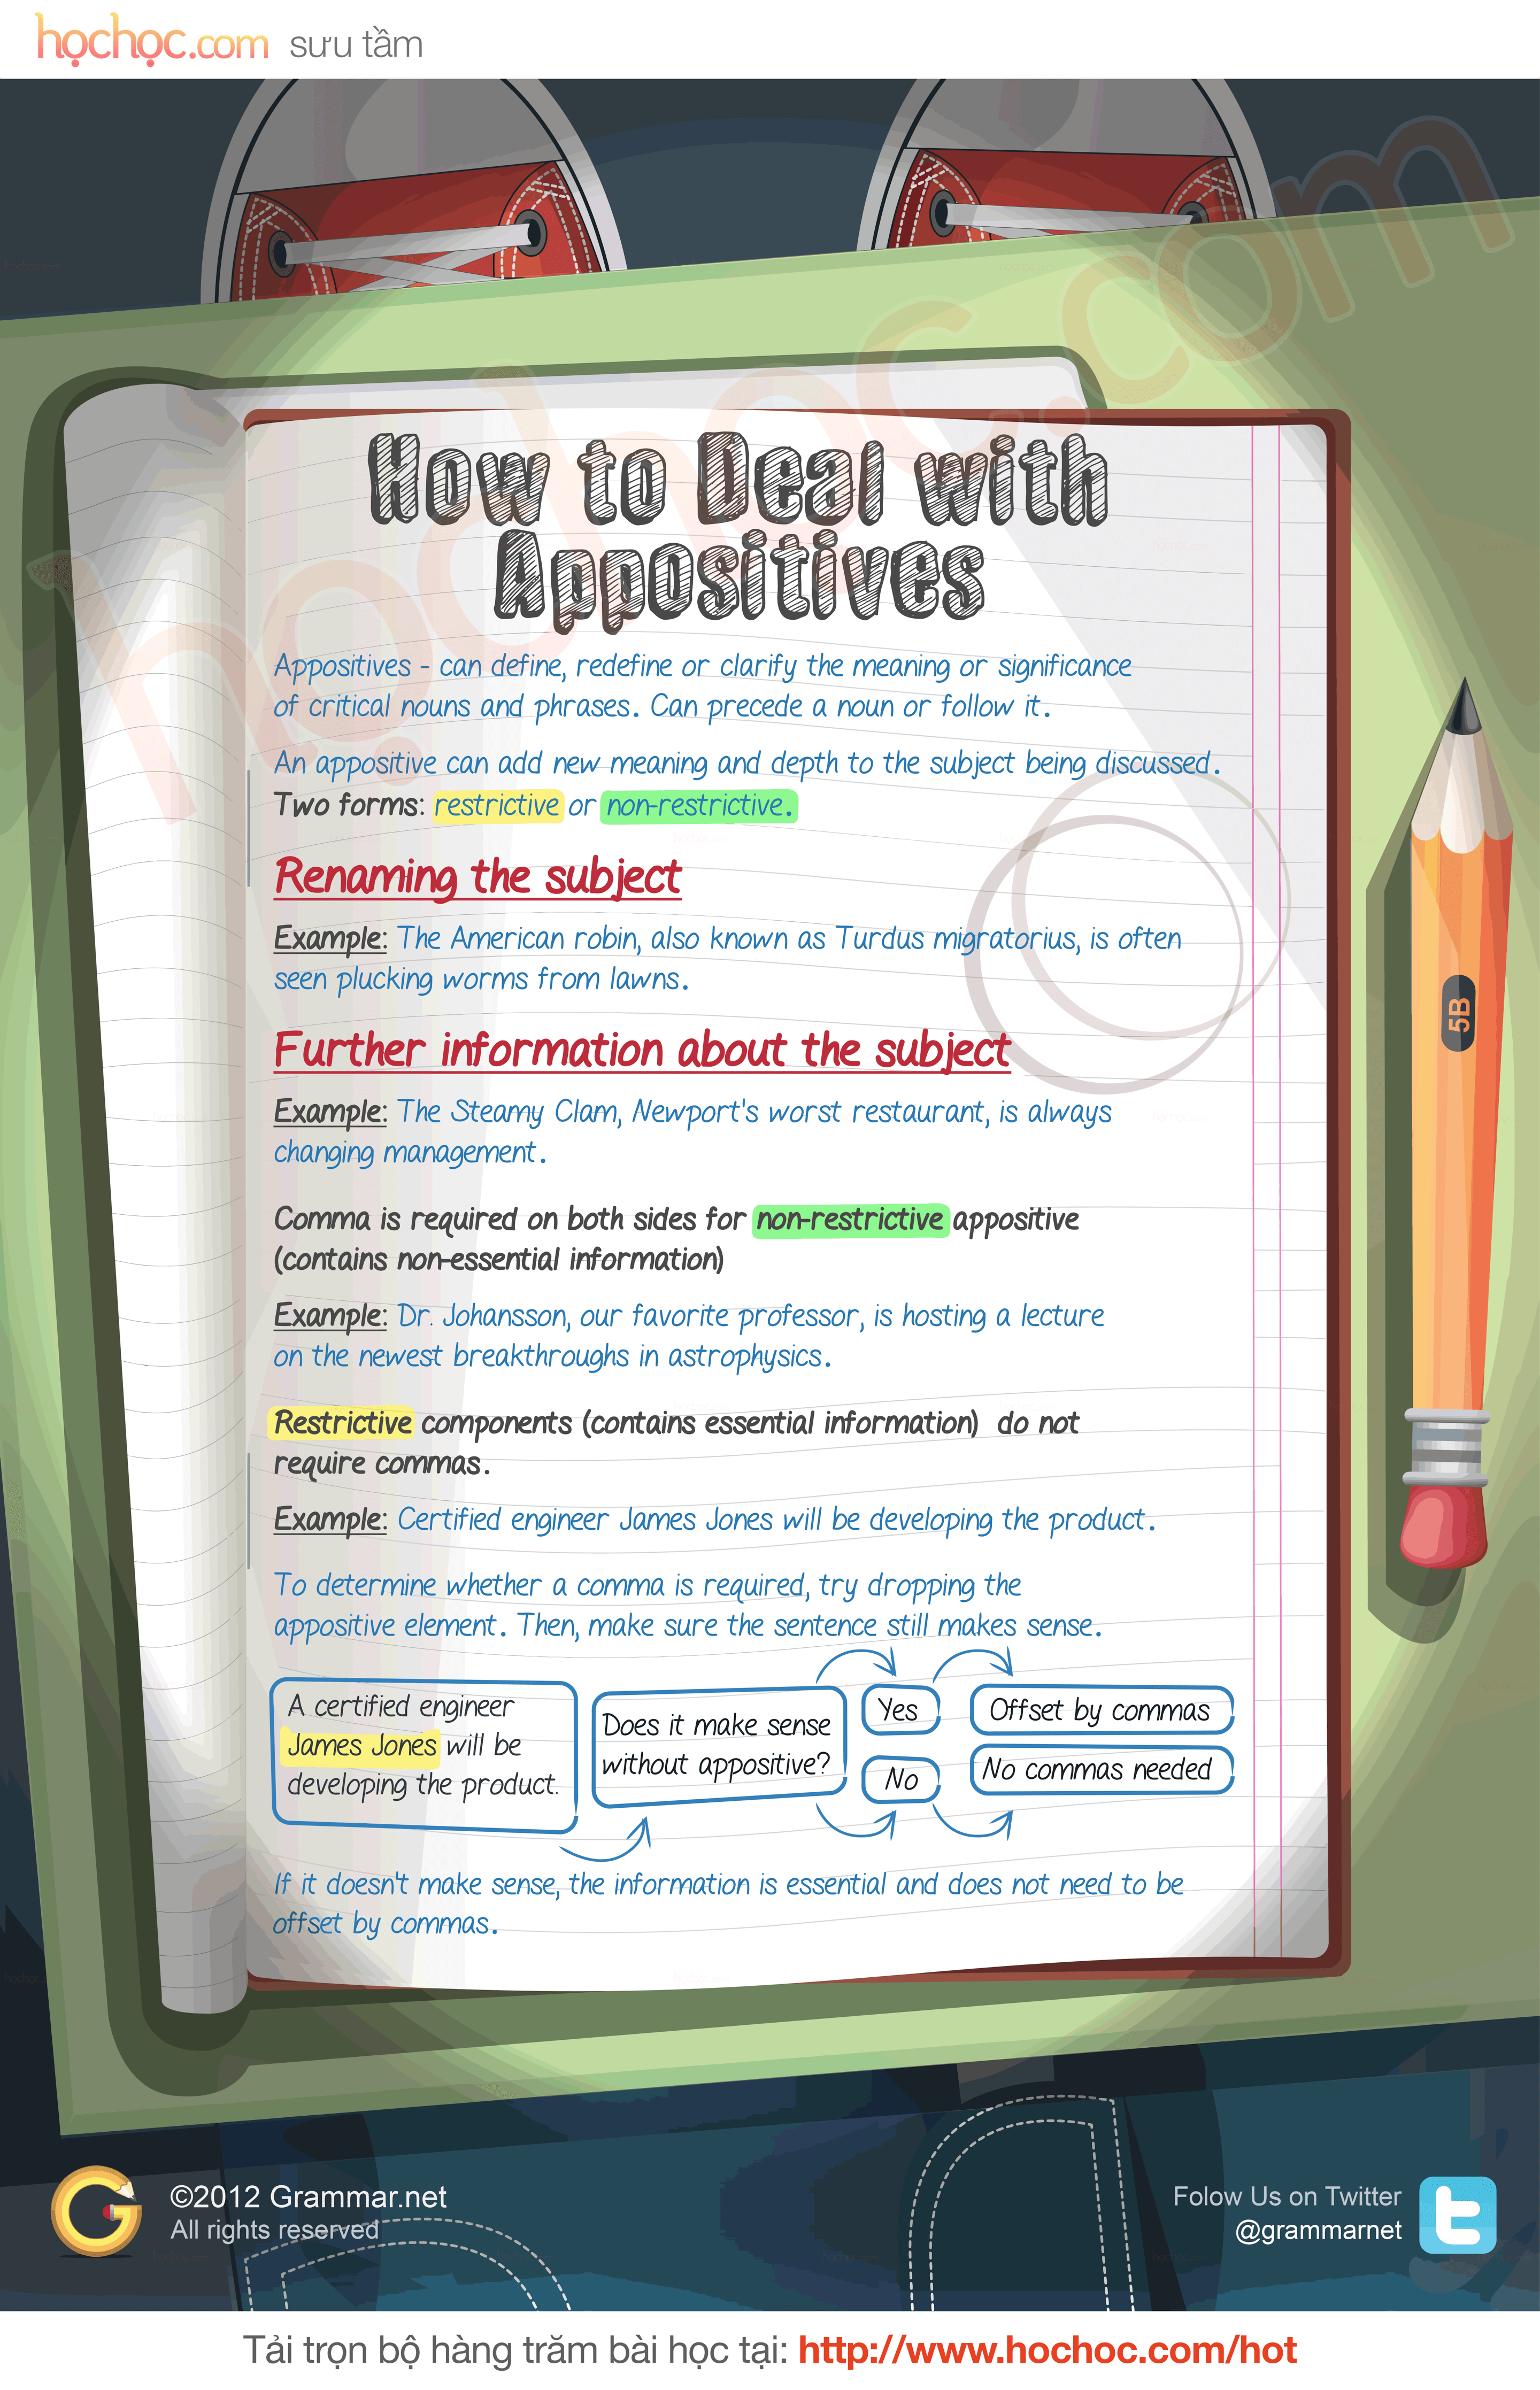 họchọc.com sưu tầm
How to Deal with
Appositives
Appositives - can define, redefine or clarify the meaning or significance
of critical nouns and phrases. Can precede a noun or follow it.
An appositive can add new meaning and depth to the subject being discussed.
Two forms: restrictive or non-restrictive.
Renaming the subject
Example: The American robin, also known as Turdus migratorius, is often
seen plucking worms from lawns.
Further information about the subject
Example: The Steamy Clam, Newport's worst restaurant, is always
changing management.
Comma is required on both sides for non-restrictive appositive
(contains non-essential information)
Example: Dr. Johansson, our favorite professor, is hosting a lecture
on the newest breakthroughs in astrophysics.
Restrictive components (contains essential information) do not
require commas.
Example: Certified engineer James Jones will be developing the product.
To determine whether a comma is required, try dropping the
appositive element. Then, make sure the sentence still makes sense.
A certified engineer
James Jones will be
developing the product.
Does it make sense
without appositive?
Yes
Offset by commas
No
No commas needed
If it doesn't make sense, the information is essential and does not need to be
offset by commas.
5B
họchọc.com
©2012 Grammar.net
All rights reserved
Folow Us on Twitter
@grammarnet
Tải trọn bộ hàng trăm bài học tại: http://www.hochoc.com/hot